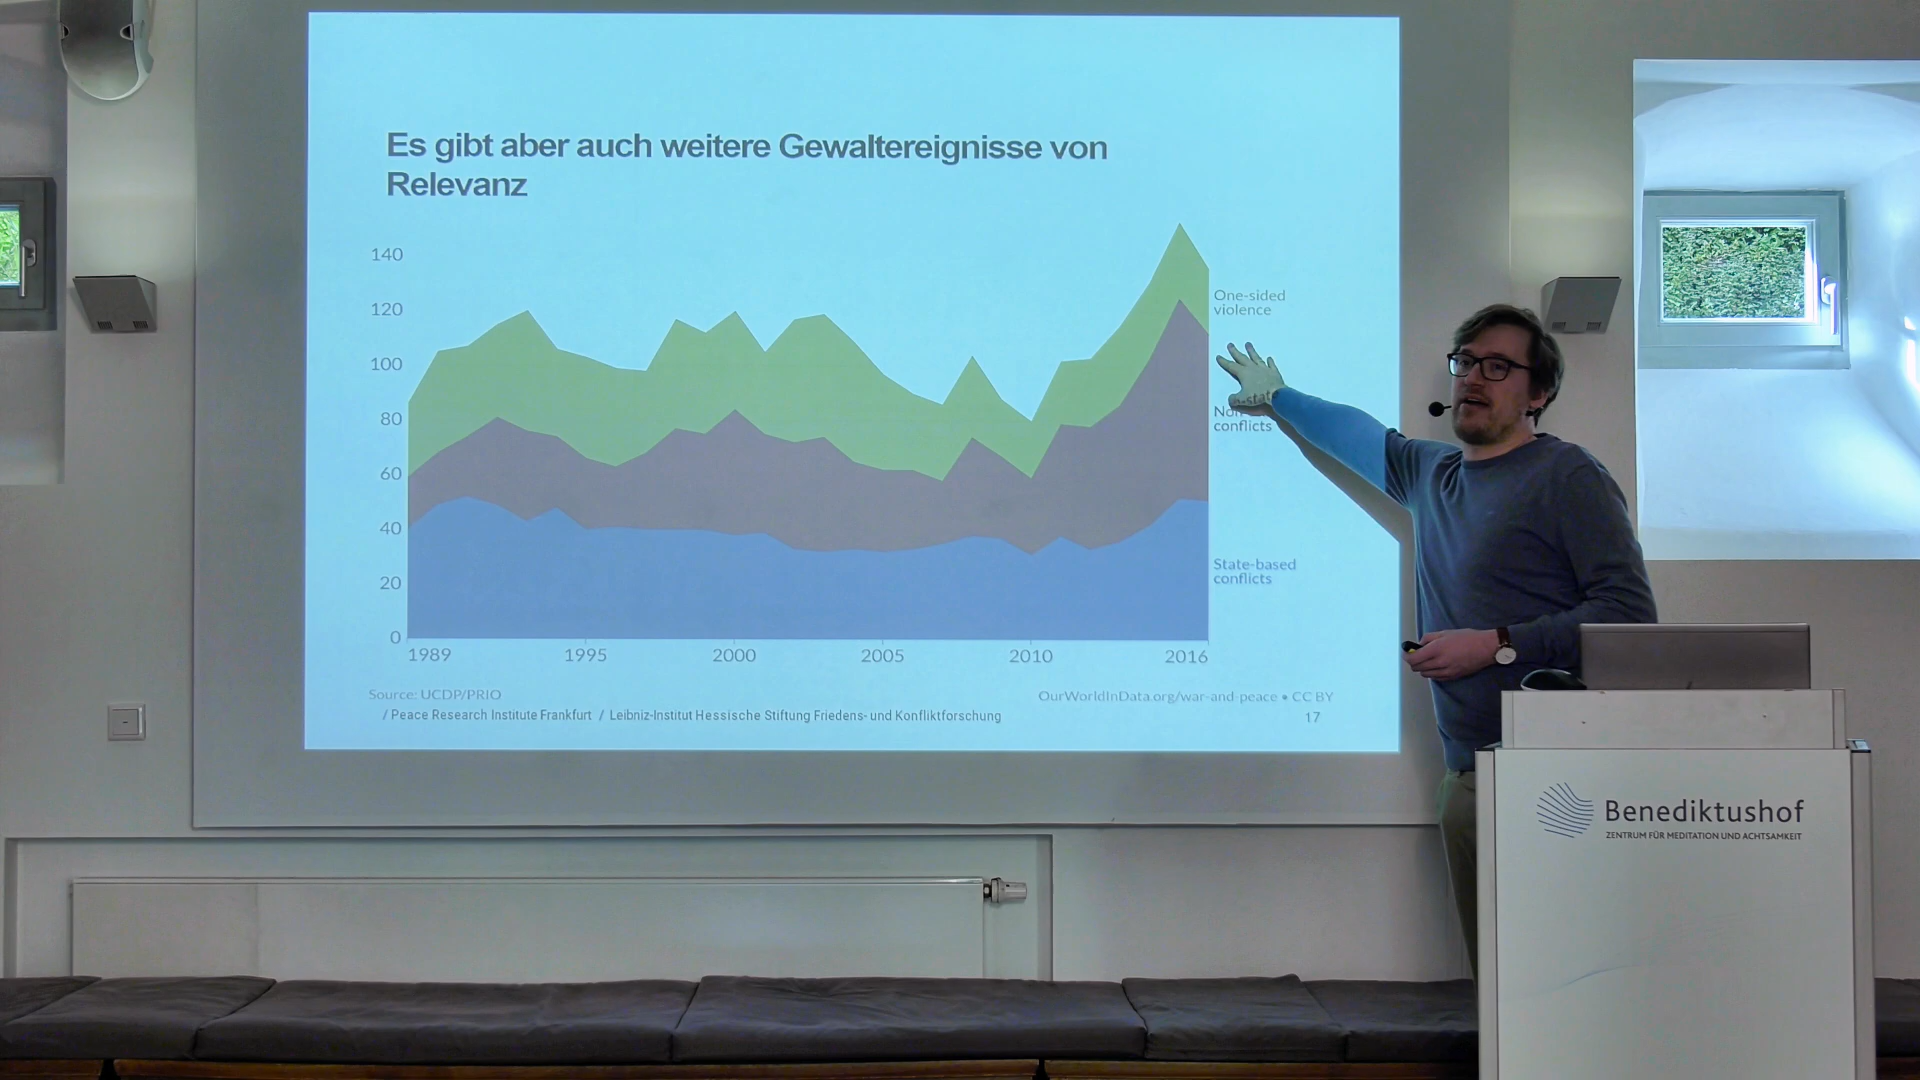 Es gibt aber auch weitere Gewaltereignisse von
Relevanz
140
120
100
80
60
40
20
0
1989
1995
2000
2005
2010
2016
One-sided
violence
conflicts
State-based
conflicts
Source: UCDP/PRIO
OurWorldInData.org/war-and-peace • CC BY
/ Peace Research Institute Frankfurt / Leibniz-Institut Hessische Stiftung Friedens- und Konfliktforschung
17
Benediktushof
ZENTRUM FÜR MEDITATION UND ACHTSAMKEIT